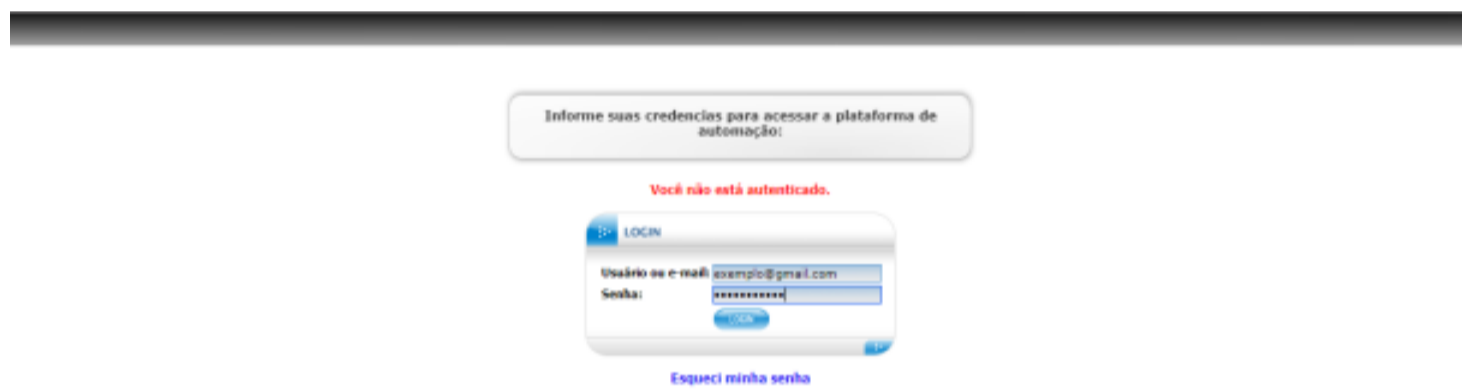 Informe suas credencias para acessar a plataforma de
automação:
Você não está autenticado.
LOGIN
Usuário ou e-mail: exemplo@gmail.com
Senha: •••••••••••
LOGIN
Esqueci minha senha